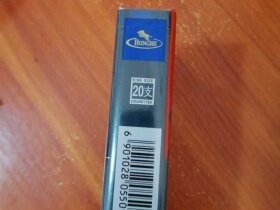 HONGHE
KING SIZE
20支
CIGARETTES
6 901028 0550